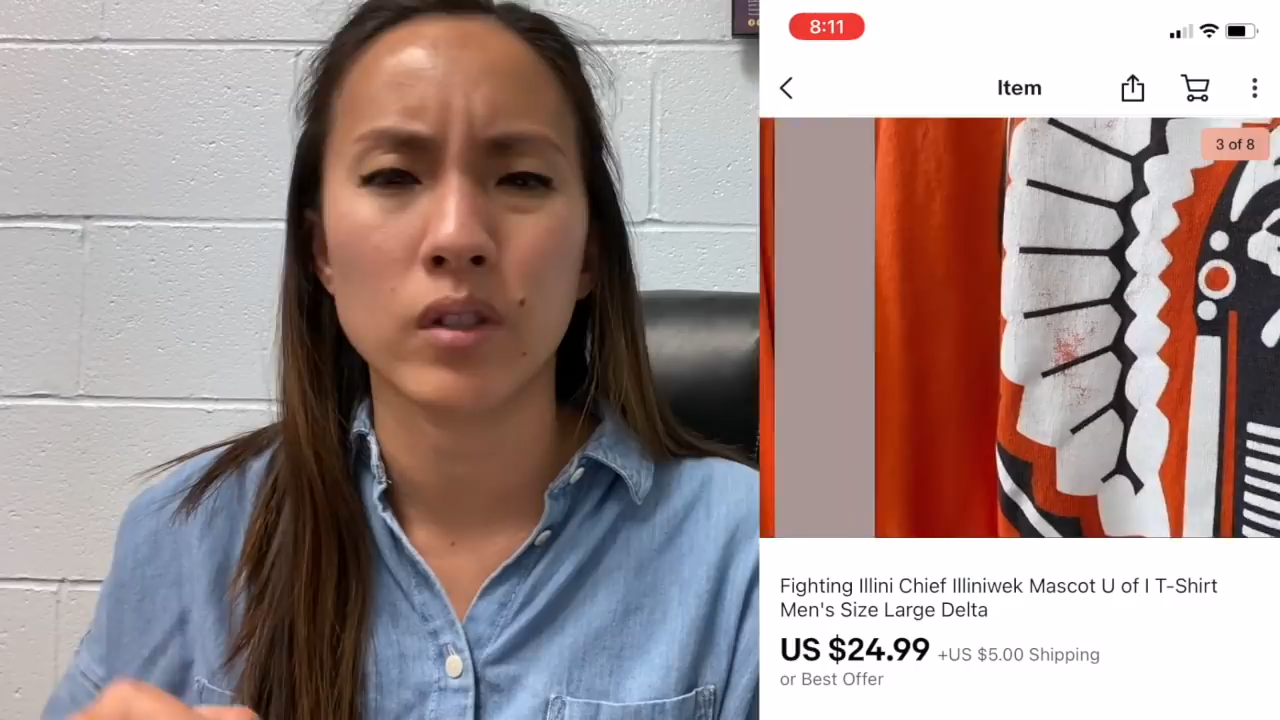 8:11
Item
3 of 8
Fighting Illini Chief Illiniwek Mascot U of I T-Shirt
Men's Size Large Delta
US $24.99 +US $5.00 Shipping
or Best Offer